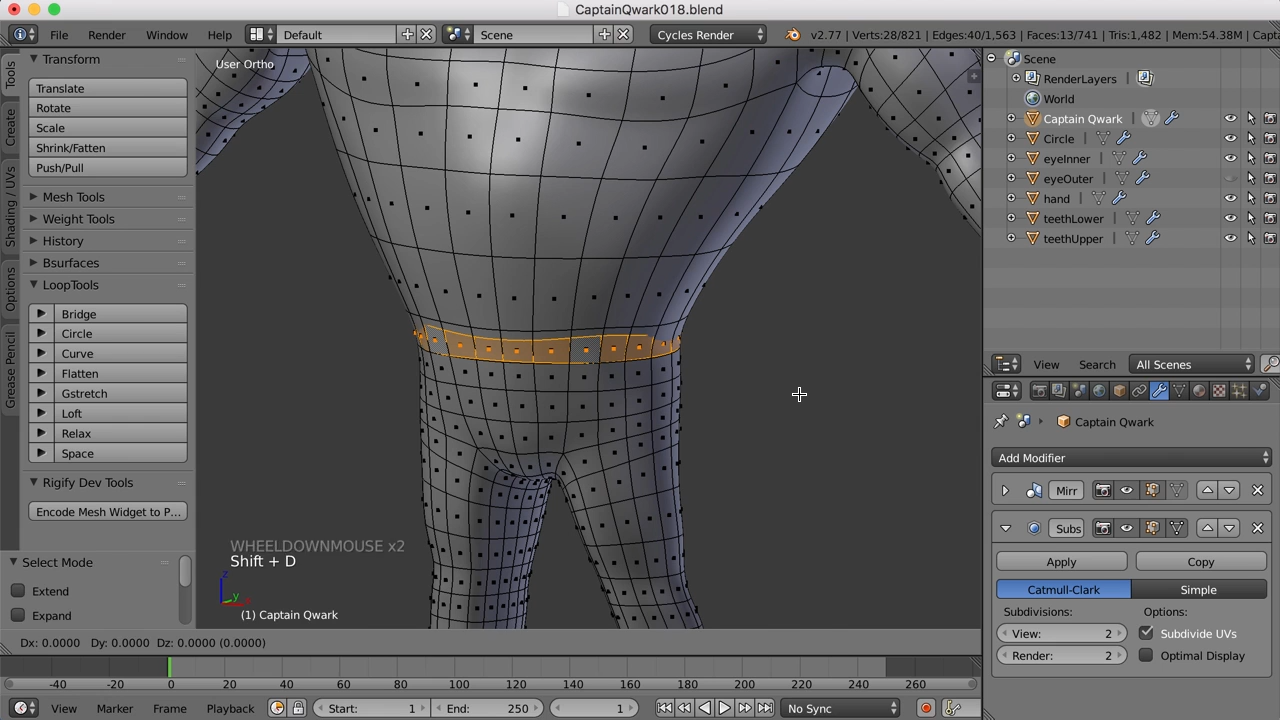 CaptainQwark018.blend
File Render Window Help Default Scene Cycles Render v2.77 | Verts:28/821 | Edges:40/1,563 | Faces:13/741 | Tris:1,482 | Mem:54.38M | Capta
Tools
Create
Shading / UVs
Options
Grease Pencil
Transform
Translate
Rotate
Scale
Shrink/Fatten
Push/Pull
Mesh Tools
Weight Tools
History
Bsurfaces
LoopTools
Bridge
Circle
Curve
Flatten
Gstretch
Loft
Relax
Space
Rigify Dev Tools
Encode Mesh Widget to P...
Select Mode
Extend
Expand
User Ortho
WHEELDOWNMOUSE x2
Shift + D
z
y
(1) Captain Qwark
Dx: 0.0000 Dy: 0.0000 Dz: 0.0000 (0.0000)
Scene
RenderLayers
World
Captain Qwark
Circle
eyeInner
eyeOuter
hand
teethLower
teethUpper
View Search All Scenes
Captain Qwark
Add Modifier
Mirr
Subs
Apply Copy
Catmull-Clark Simple
Subdivisions: Options:
View: 2 Subdivide UVs
Render: 2 Optimal Display
-40 -20 0 20 40 60 80 100 120 140 160 180 200 220 240 260
View Marker Frame Playback Start: 1 End: 250 1 No Sync